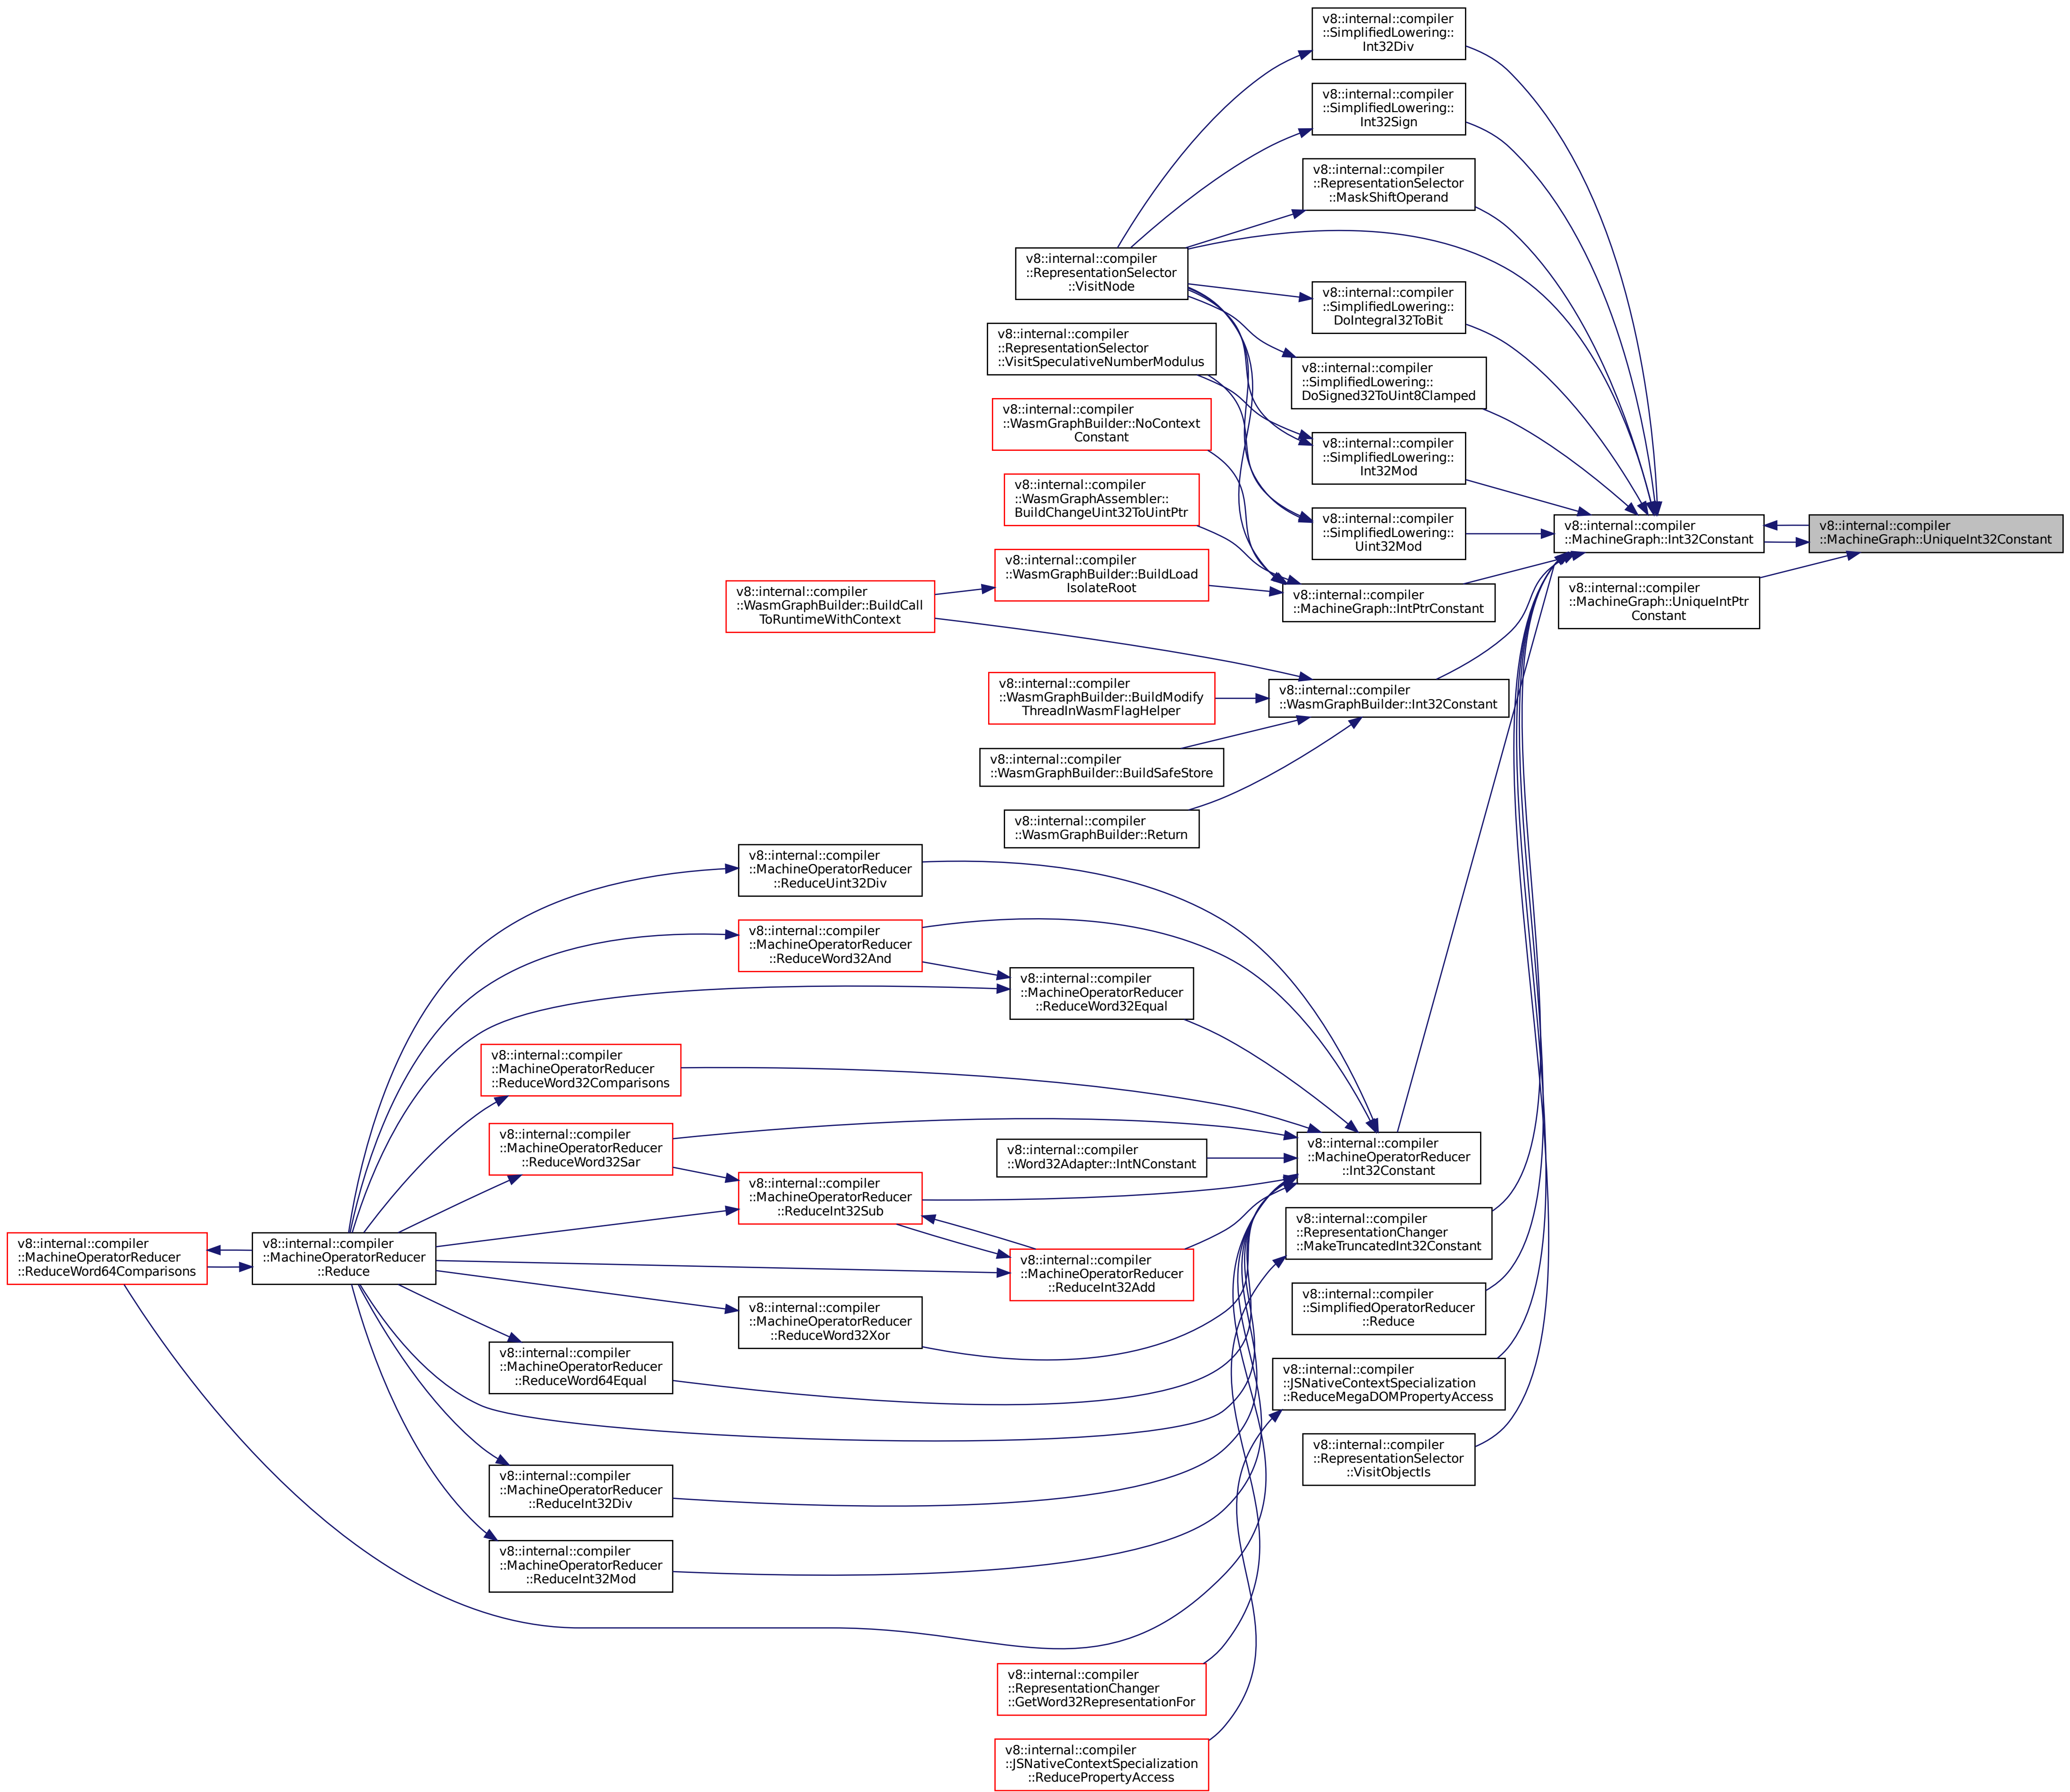 v8::internal::compiler
::SimplifiedLowering::
Int32Div
v8::internal::compiler
::SimplifiedLowering::
Int32Sign
v8::internal::compiler
::RepresentationSelector
::MaskShiftOperand
v8::internal::compiler
::RepresentationSelector
::VisitNode
v8::internal::compiler
::SimplifiedLowering::
DoIntegral32ToBit
v8::internal::compiler
::RepresentationSelector
::VisitSpeculativeNumberModulus
v8::internal::compiler
::SimplifiedLowering::
DoSigned32ToUint8Clamped
v8::internal::compiler
::WasmGraphBuilder::NoContext
Constant
v8::internal::compiler
::SimplifiedLowering::
Int32Mod
v8::internal::compiler
::WasmGraphAssembler::
BuildChangeUint32ToUintPtr
v8::internal::compiler
::SimplifiedLowering::
Uint32Mod
v8::internal::compiler
::MachineGraph::Int32Constant
v8::internal::compiler
::MachineGraph::UniqueInt32Constant
v8::internal::compiler
::WasmGraphBuilder::BuildLoad
IsolateRoot
v8::internal::compiler
::WasmGraphBuilder::BuildCall
ToRuntimeWithContext
v8::internal::compiler
::MachineGraph::IntPtrConstant
v8::internal::compiler
::MachineGraph::UniqueIntPtr
Constant
v8::internal::compiler
::WasmGraphBuilder::BuildModify
ThreadInWasmFlagHelper
v8::internal::compiler
::WasmGraphBuilder::Int32Constant
v8::internal::compiler
::WasmGraphBuilder::BuildSafeStore
v8::internal::compiler
::WasmGraphBuilder::Return
v8::internal::compiler
::MachineOperatorReducer
::ReduceUint32Div
v8::internal::compiler
::MachineOperatorReducer
::ReduceWord32And
v8::internal::compiler
::MachineOperatorReducer
::ReduceWord32Equal
v8::internal::compiler
::MachineOperatorReducer
::ReduceWord32Comparisons
v8::internal::compiler
::MachineOperatorReducer
::ReduceWord32Sar
v8::internal::compiler
::Word32Adapter::IntNConstant
v8::internal::compiler
::MachineOperatorReducer
::Int32Constant
v8::internal::compiler
::MachineOperatorReducer
::ReduceInt32Sub
v8::internal::compiler
::RepresentationChanger
::MakeTruncatedInt32Constant
v8::internal::compiler
::MachineOperatorReducer
::ReduceWord64Comparisons
v8::internal::compiler
::MachineOperatorReducer
::Reduce
v8::internal::compiler
::MachineOperatorReducer
::ReduceInt32Add
v8::internal::compiler
::SimplifiedOperatorReducer
::Reduce
v8::internal::compiler
::MachineOperatorReducer
::ReduceWord32Xor
v8::internal::compiler
::MachineOperatorReducer
::ReduceWord64Equal
v8::internal::compiler
::JSNativeContextSpecialization
::ReduceMegaDOMPropertyAccess
v8::internal::compiler
::RepresentationSelector
::VisitObjectIs
v8::internal::compiler
::MachineOperatorReducer
::ReduceInt32Div
v8::internal::compiler
::MachineOperatorReducer
::ReduceInt32Mod
v8::internal::compiler
::RepresentationChanger
::GetWord32RepresentationFor
v8::internal::compiler
::JSNativeContextSpecialization
::ReducePropertyAccess